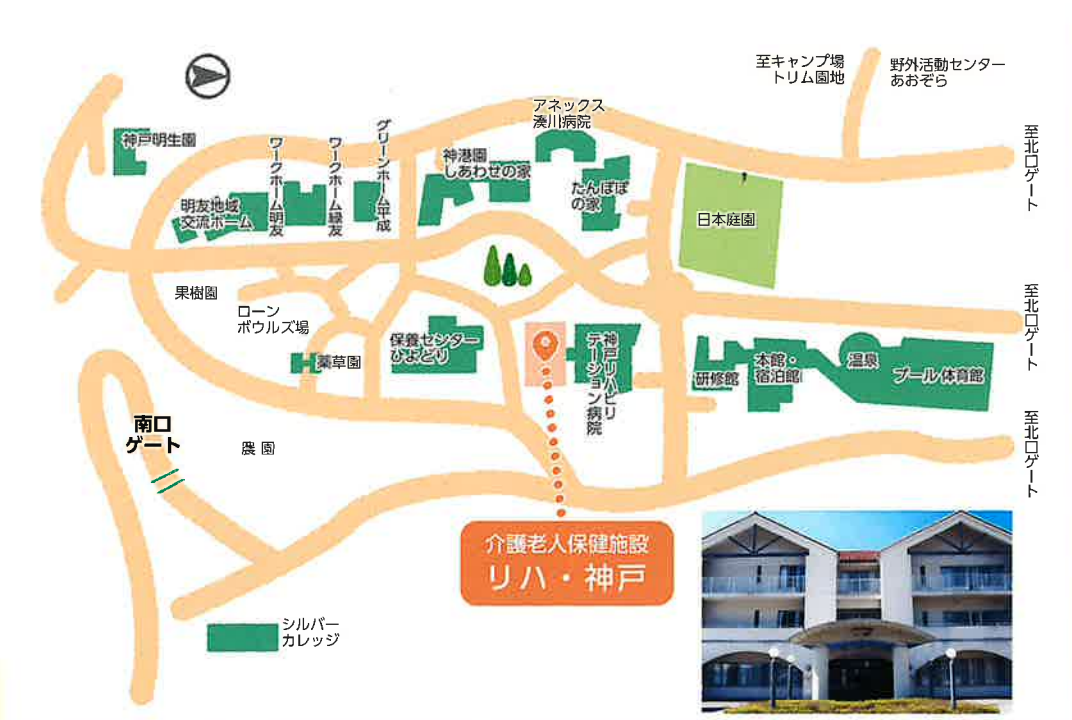 至キャンプ場
トリム園地
野外活動センター
あおぞら
アネックス
湊川病院
神戸明生園
ワークホーム明友
ワークホーム緑友
グリーンホーム平成
神港園
しあわせの家
たんぽぽ
の家
明友地域
交流ホーム
日本庭園
至北口ゲート
果樹園
ローン
ボウルズ場
薬草園
保養センター
ひよどり
神戸リハビリ
テーション病院
研修館
本館・
宿泊館
温泉
プール 体育館
至北口ゲート
南口
ゲート
農園
至北口ゲート
介護老人保健施設
リハ・神戸
シルバー
カレッジ